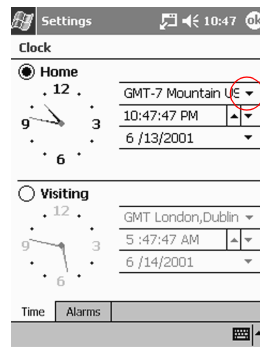 Settings 10:47 ok
Clock
Home
12
9 3
6
GMT-7 Mountain US
10:47:47 PM
6 /13/2001
Visiting
12
9 3
6
GMT London,Dublin
5 :47:47 AM
6 /14/2001
Time Alarms